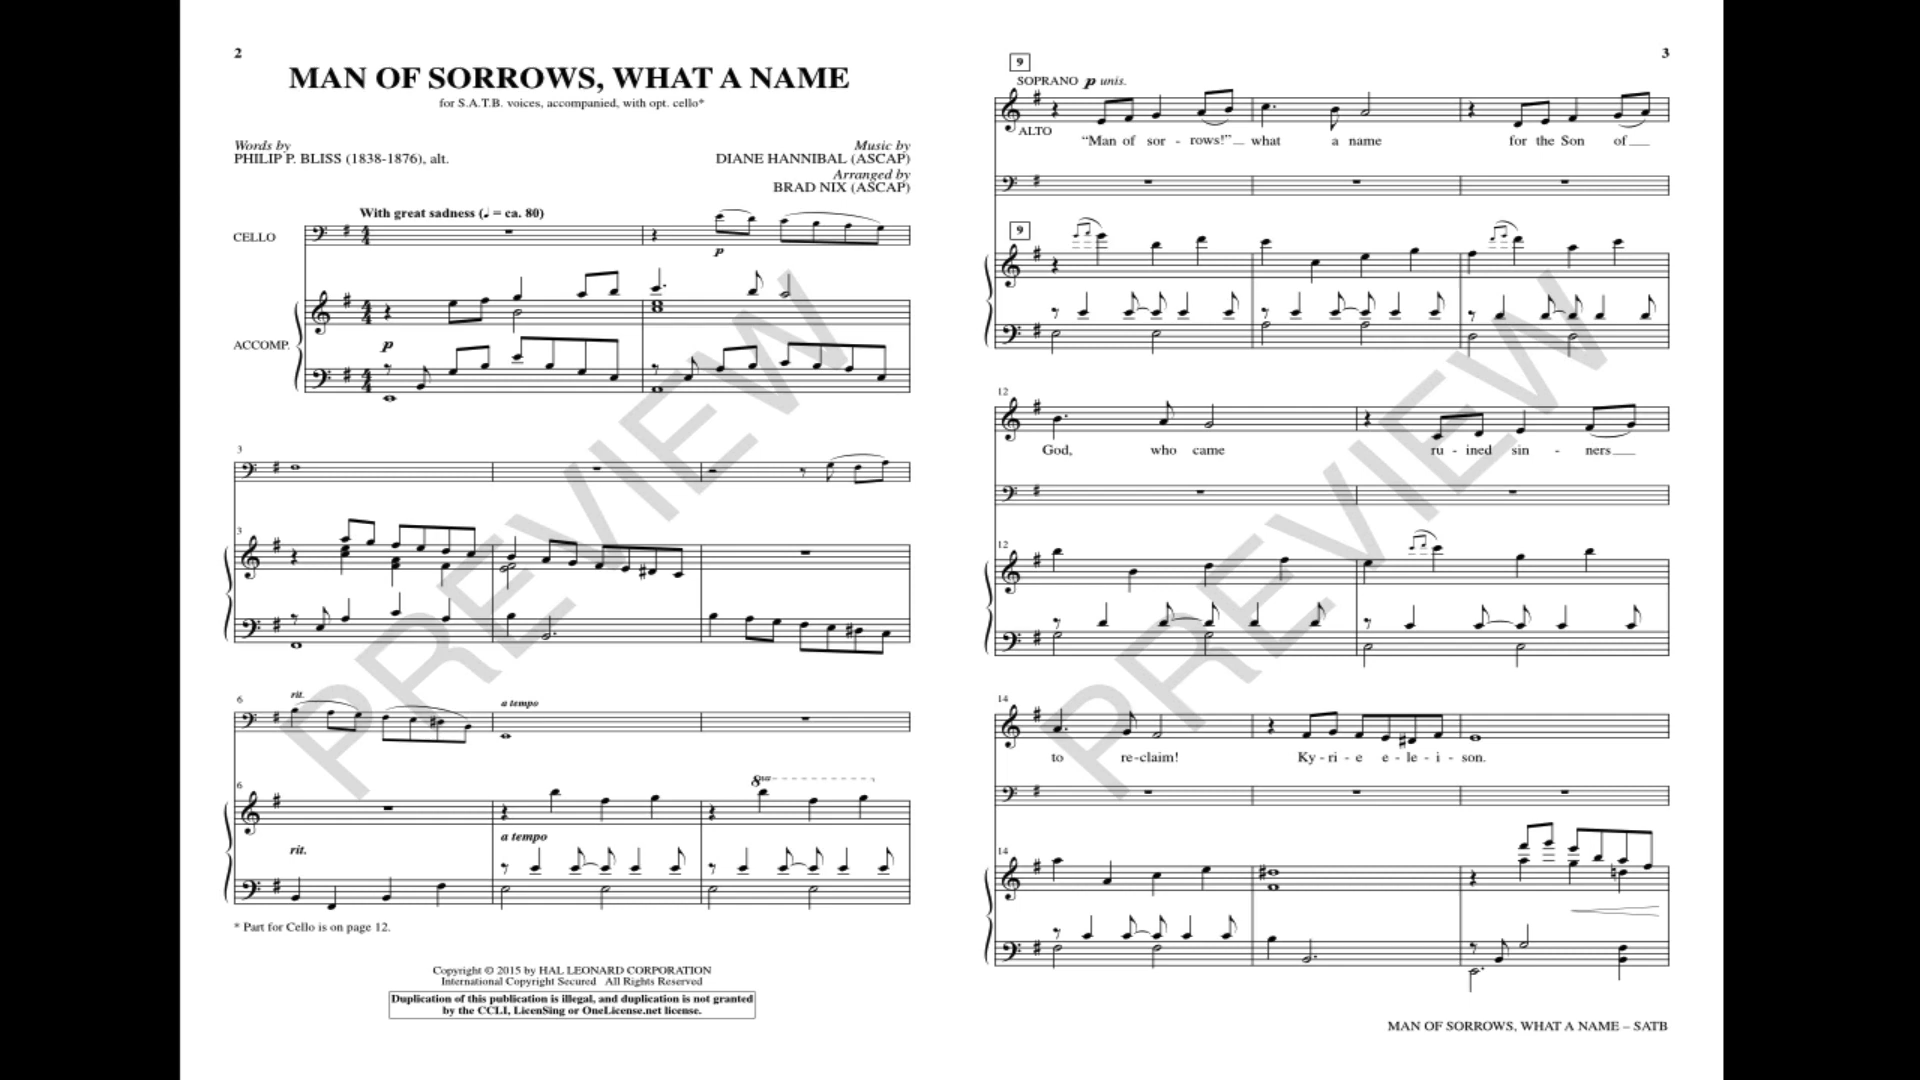 2
MAN OF SORROWS, WHAT A NAME
for S.A.T.B. voices, accompanied, with opt. cello*
Words by
PHILIP P. BLISS (1838-1876), alt.
Music by
DIANE HANNIBAL (ASCAP)
Arranged by
BRAD NIX (ASCAP)
With great sadness (♩ = ca. 80)
CELLO
p
ACCOMP.
p
3
3
6
rit.
a tempo
6
8va
rit.
a tempo
* Part for Cello is on page 12.
Copyright © 2015 by HAL LEONARD CORPORATION
International Copyright Secured All Rights Reserved
Duplication of this publication is illegal, and duplication is not granted
by the CCLI, LicenSing or OneLicense.net license.
PREVIEW
3
9
SOPRANO p unis.
ALTO
“Man of sor - rows!” what a name for the Son of
9
12
God, who came ru - ined sin - ners
12
14
to re-claim! Ky - ri - e e - le - i - son.
14
MAN OF SORROWS, WHAT A NAME – SATB
PREVIEW